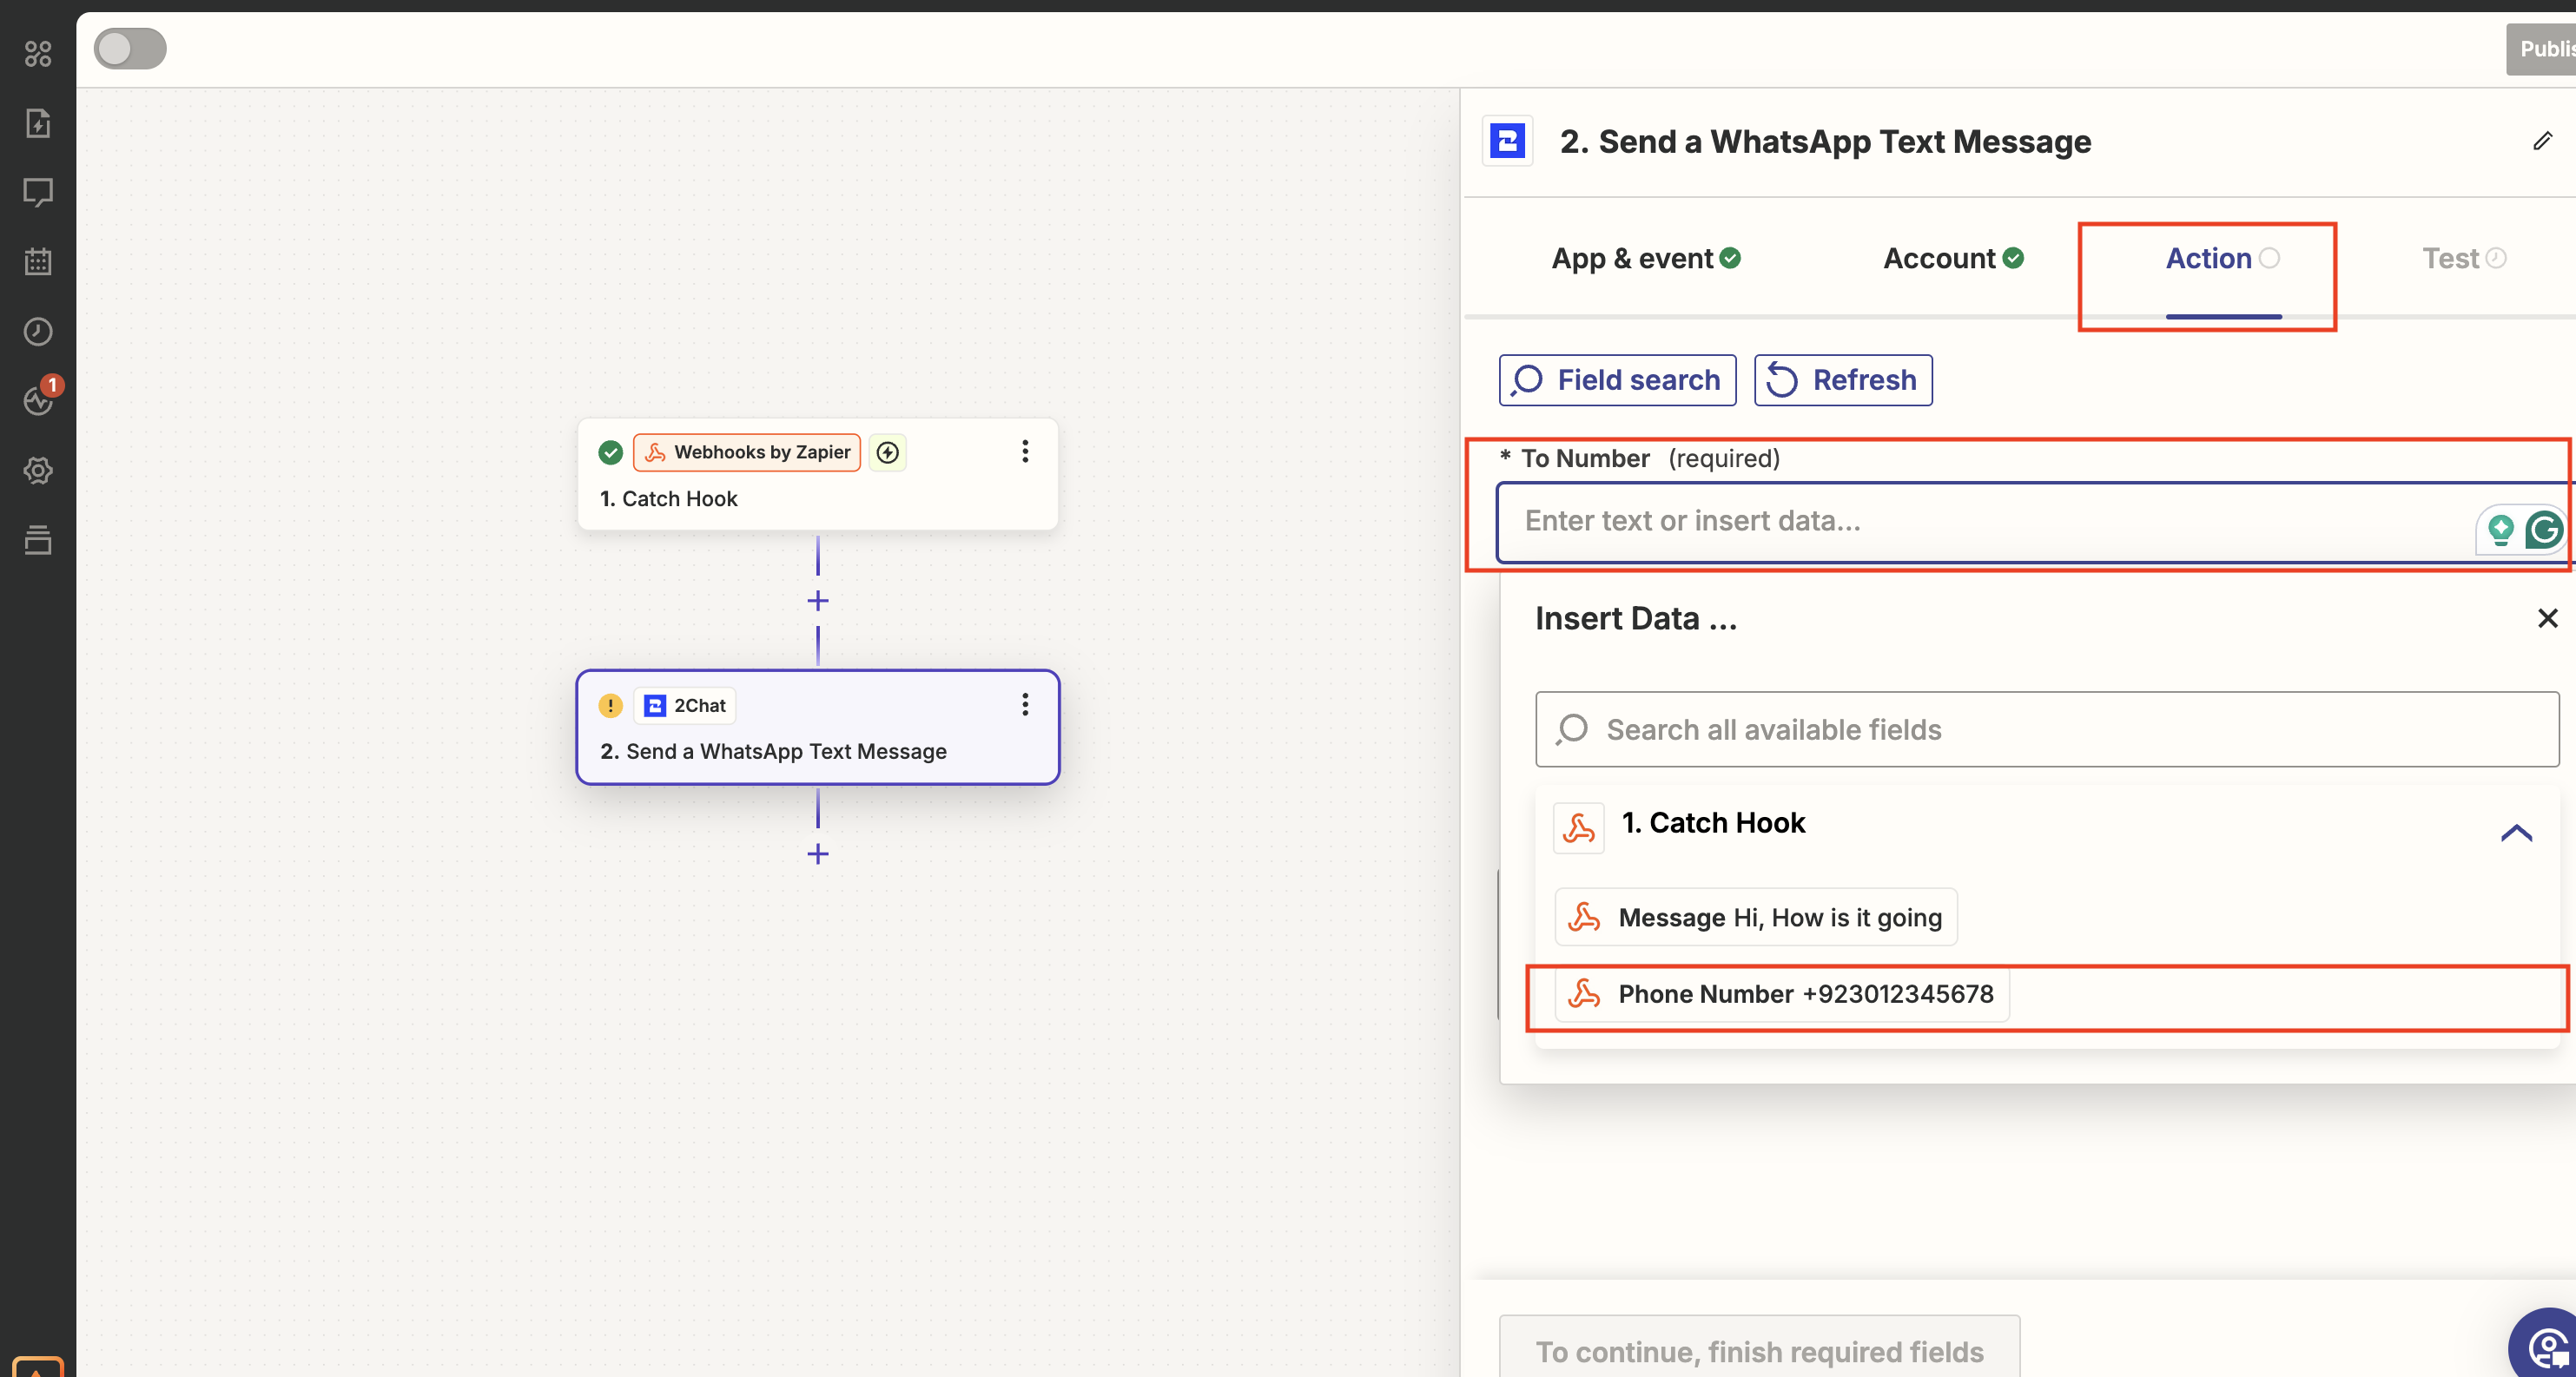 Publis
2. Send a WhatsApp Text Message
App & event
Account
Action
Test
Field search
Refresh
1
* To Number (required)
Enter text or insert data...
Insert Data ...
Search all available fields
1. Catch Hook
Message Hi, How is it going
Phone Number +923012345678
To continue, finish required fields
Webhooks by Zapier
1. Catch Hook
2Chat
2. Send a WhatsApp Text Message